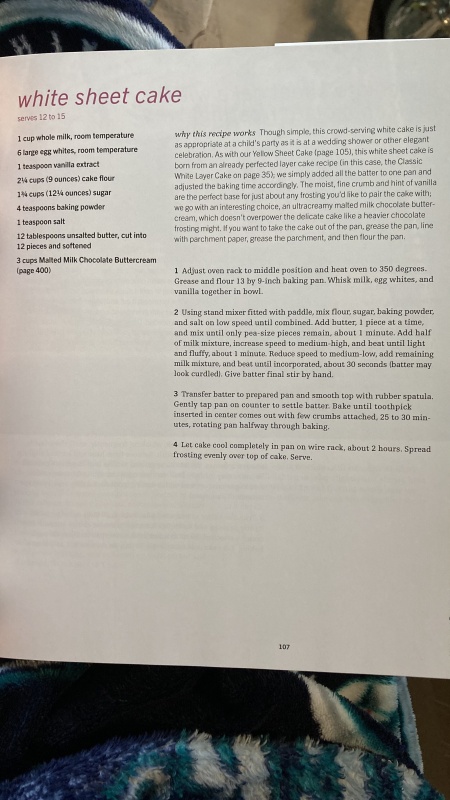 white sheet cake
serves 12 to 15
1 cup whole milk, room temperature
6 large egg whites, room temperature
1 teaspoon vanilla extract
2¼ cups (9 ounces) cake flour
1¾ cups (12¼ ounces) sugar
4 teaspoons baking powder
1 teaspoon salt
12 tablespoons unsalted butter, cut into
12 pieces and softened
3 cups Malted Milk Chocolate Buttercream
(page 400)
why this recipe works Though simple, this crowd-serving white cake is just
as appropriate at a child's party as it is at a wedding shower or other elegant
celebration. As with our Yellow Sheet Cake (page 105), this white sheet cake is
born from an already perfected layer cake recipe (in this case, the Classic
White Layer Cake on page 35); we simply added all the batter to one pan and
adjusted the baking time accordingly. The moist, fine crumb and hint of vanilla
are the perfect base for just about any frosting you'd like to pair the cake with;
we go with an interesting choice, an ultracreamy malted milk chocolate butter-
cream, which doesn't overpower the delicate cake like a heavier chocolate
frosting might. If you want to take the cake out of the pan, grease the pan, line
with parchment paper, grease the parchment, and then flour the pan.
1 Adjust oven rack to middle position and heat oven to 350 degrees.
Grease and flour 13 by 9-inch baking pan. Whisk milk, egg whites, and
vanilla together in bowl.
2 Using stand mixer fitted with paddle, mix flour, sugar, baking powder,
and salt on low speed until combined. Add butter, 1 piece at a time,
and mix until only pea-size pieces remain, about 1 minute. Add half
of milk mixture, increase speed to medium-high, and beat until light
and fluffy, about 1 minute. Reduce speed to medium-low, add remaining
milk mixture, and beat until incorporated, about 30 seconds (batter may
look curdled). Give batter final stir by hand.
3 Transfer batter to prepared pan and smooth top with rubber spatula.
Gently tap pan on counter to settle batter. Bake until toothpick
inserted in center comes out with few crumbs attached, 25 to 30 min-
utes, rotating pan halfway through baking.
4 Let cake cool completely in pan on wire rack, about 2 hours. Spread
frosting evenly over top of cake. Serve.
107